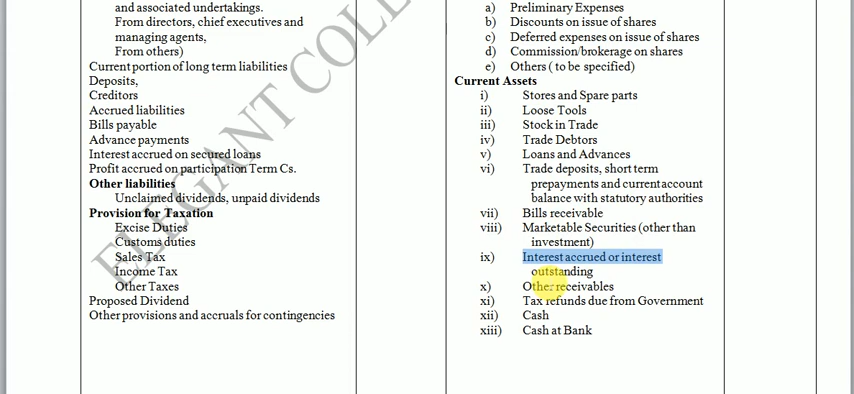 and associated undertakings.
From directors, chief executives and
managing agents,
From others)
Current portion of long term liabilities
Deposits,
Creditors
Accrued liabilities
Bills payable
Advance payments
Interest accrued on secured loans
Profit accrued on participation Term Cs.
Other liabilities
Unclaimed dividends, unpaid dividends
Provision for Taxation
Excise Duties
Customs duties
Sales Tax
Income Tax
Other Taxes
Proposed Dividend
Other provisions and accruals for contingencies
a) Preliminary Expenses
b) Discounts on issue of shares
c) Deferred expenses on issue of shares
d) Commission/brokerage on shares
e) Others ( to be specified)
Current Assets
i) Stores and Spare parts
ii) Loose Tools
iii) Stock in Trade
iv) Trade Debtors
v) Loans and Advances
vi) Trade deposits, short term
prepayments and current account
balance with statutory authorities
vii) Bills receivable
viii) Marketable Securities (other than
investment)
ix) Interest accrued or interest
outstanding
x) Other receivables
xi) Tax refunds due from Government
xii) Cash
xiii) Cash at Bank
ELEGANT COLL